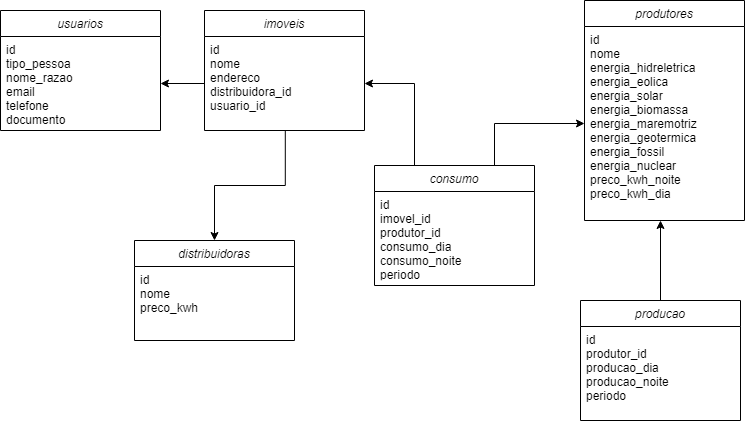 usuarios
id
tipo_pessoa
nome_razao
email
telefone
documento
imoveis
id
nome
endereco
distribuidora_id
usuario_id
produtores
id
nome
energia_hidreletrica
energia_eolica
energia_solar
energia_biomassa
energia_maremotriz
energia_geotermica
energia_fossil
energia_nuclear
preco_kwh_noite
preco_kwh_dia
consumo
id
imovel_id
produtor_id
consumo_dia
consumo_noite
periodo
distribuidoras
id
nome
preco_kwh
producao
id
produtor_id
producao_dia
producao_noite
periodo